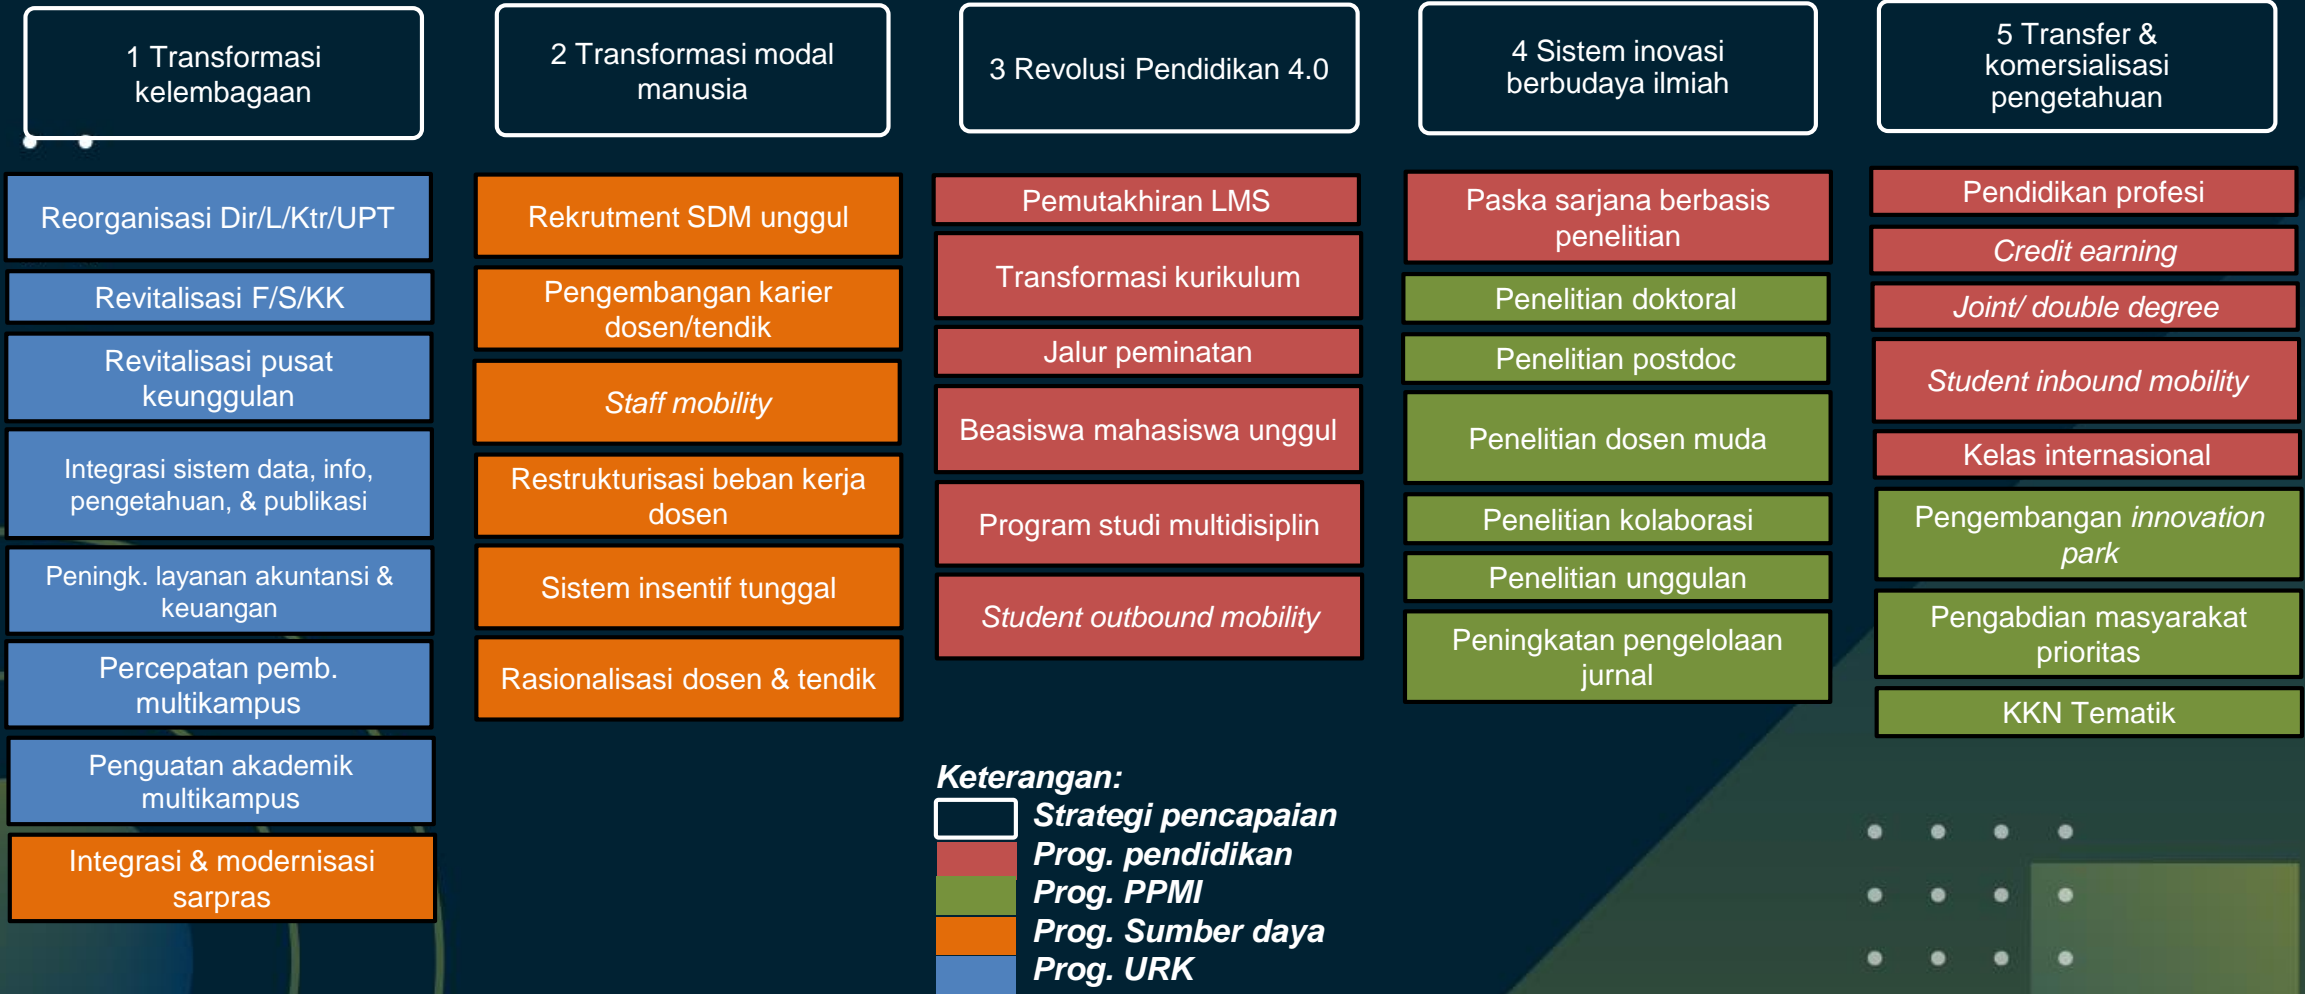 1 Transformasi
kelembagaan
2 Transformasi modal
manusia
3 Revolusi Pendidikan 4.0
4 Sistem inovasi
berbudaya ilmiah
5 Transfer &
komersialisasi
pengetahuan
Reorganisasi Dir/L/Ktr/UPT
Revitalisasi F/S/KK
Revitalisasi pusat
keunggulan
Integrasi sistem data, info,
pengetahuan, & publikasi
Peningk. layanan akuntansi &
keuangan
Percepatan pemb.
multikampus
Penguatan akademik
multikampus
Integrasi & modernisasi
sarpras
Rekrutment SDM unggul
Pengembangan karier
dosen/tendik
Staff mobility
Restrukturisasi beban kerja
dosen
Sistem insentif tunggal
Rasionalisasi dosen & tendik
Pemutakhiran LMS
Transformasi kurikulum
Jalur peminatan
Beasiswa mahasiswa unggul
Program studi multidisiplin
Student outbound mobility
Paska sarjana berbasis
penelitian
Penelitian doktoral
Penelitian postdoc
Penelitian dosen muda
Penelitian kolaborasi
Penelitian unggulan
Peningkatan pengelolaan
jurnal
Pendidikan profesi
Credit earning
Joint/ double degree
Student inbound mobility
Kelas internasional
Pengembangan innovation
park
Pengabdian masyarakat
prioritas
KKN Tematik
Keterangan:
Strategi pencapaian
Prog. pendidikan
Prog. PPMI
Prog. Sumber daya
Prog. URK